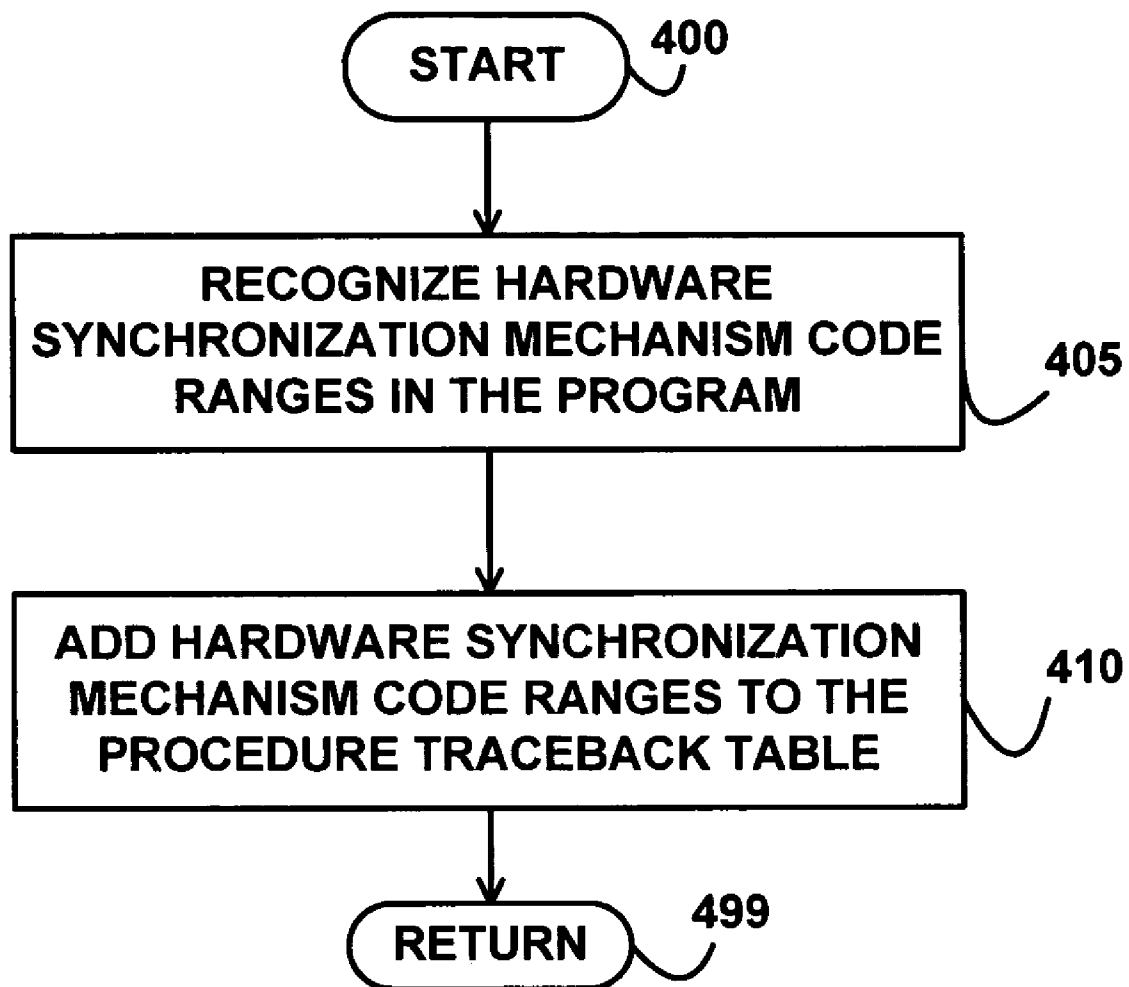 START
400
RECOGNIZE HARDWARE
SYNCHRONIZATION MECHANISM CODE
RANGES IN THE PROGRAM
405
ADD HARDWARE SYNCHRONIZATION
MECHANISM CODE RANGES TO THE
PROCEDURE TRACEBACK TABLE
410
RETURN
499